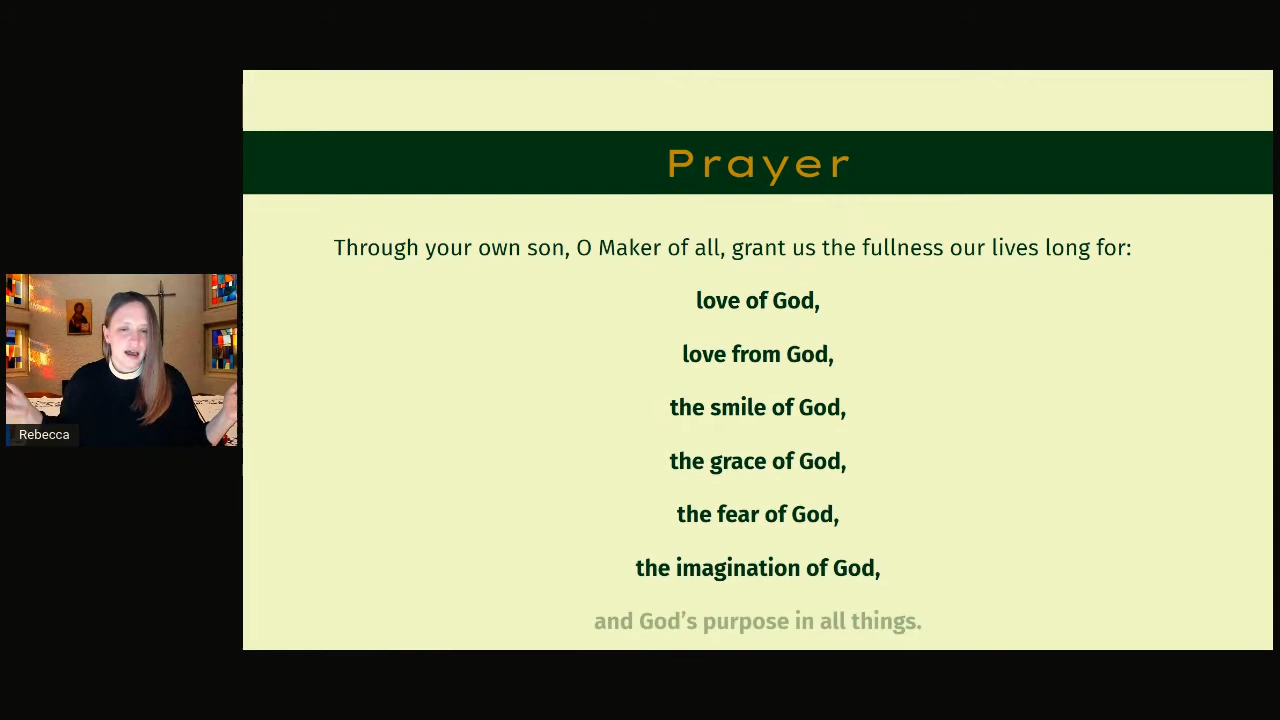 Prayer
Through your own son, O Maker of all, grant us the fullness our lives long for:
love of God,
love from God,
the smile of God,
the grace of God,
the fear of God,
the imagination of God,
and God’s purpose in all things.
Rebecca